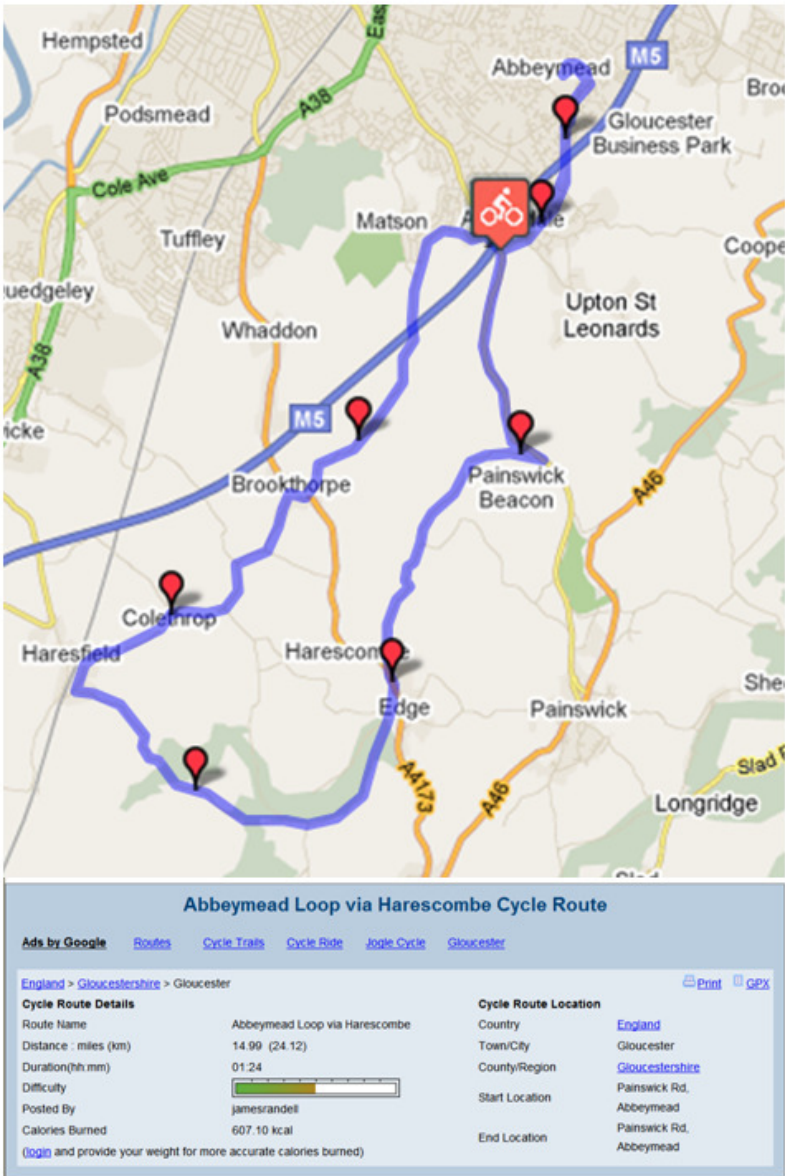 Hempsted
Eas
Abbeymead
M5
Broc
A38
Podsmead
Gloucester
Business Park
Cole Ave
Matson
Tuffley
Coope
uedgeley
Upton St
Leonards
Whaddon
A38
M5
icke
Painswick
Beacon
Brookthorpe
A46
Colethrop
Haresfield
Harescombe
Shee
Edge
Painswick
A4173
A46
Slad R
Longridge
Abbeymead Loop via Harescombe Cycle Route
Ads by Google Routes Cycle Trails Cycle Ride Jogle Cycle Gloucester
England > Gloucestershire > Gloucester Print GPX
Cycle Route Details Cycle Route Location
Route Name Abbeymead Loop via Harescombe Country England
Distance : miles (km) 14.99 (24.12) Town/City Gloucester
Duration(hh:mm) 01:24 County/Region Gloucestershire
Difficulty Start Location Painswick Rd,
Abbeymead
Posted By jamesrandell
Calories Burned 607.10 kcal End Location Painswick Rd,
Abbeymead
(login and provide your weight for more accurate calories burned)